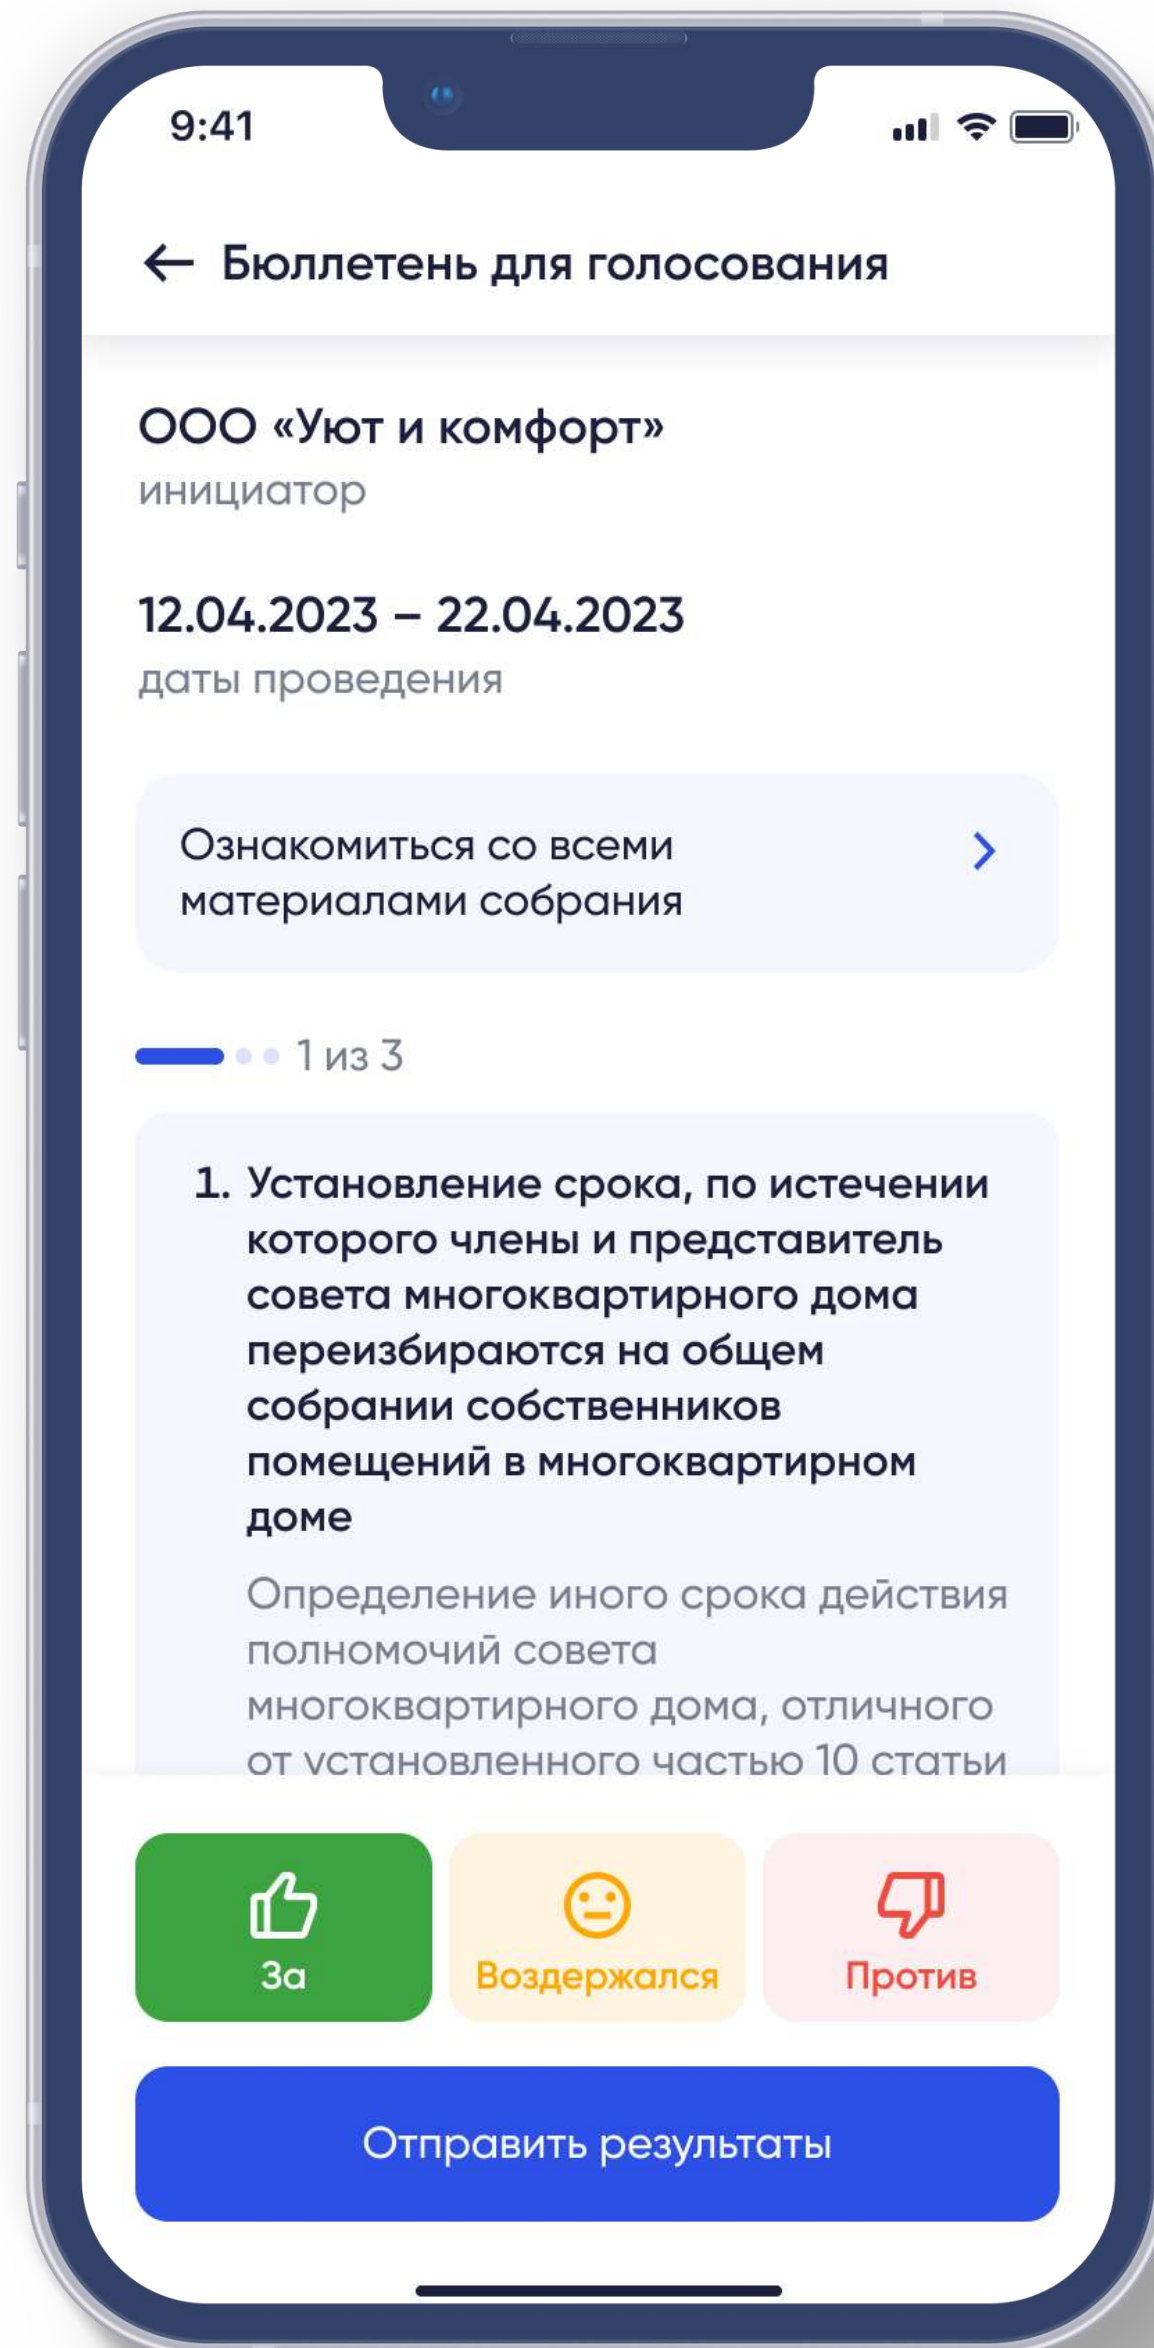 9:41
← Бюллетень для голосования
ООО «Уют и комфорт»
инициатор
12.04.2023 – 22.04.2023
даты проведения
Ознакомиться со всеми
материалами собрания
1 из 3
1. Установление срока, по истечении
которого члены и представитель
совета многоквартирного дома
переизбираются на общем
собрании собственников
помещений в многоквартирном
доме
Определение иного срока действия
полномочий совета
многоквартирного дома, отличного
от установленного частью 10 статьи
За
Воздержался
Против
Отправить результаты